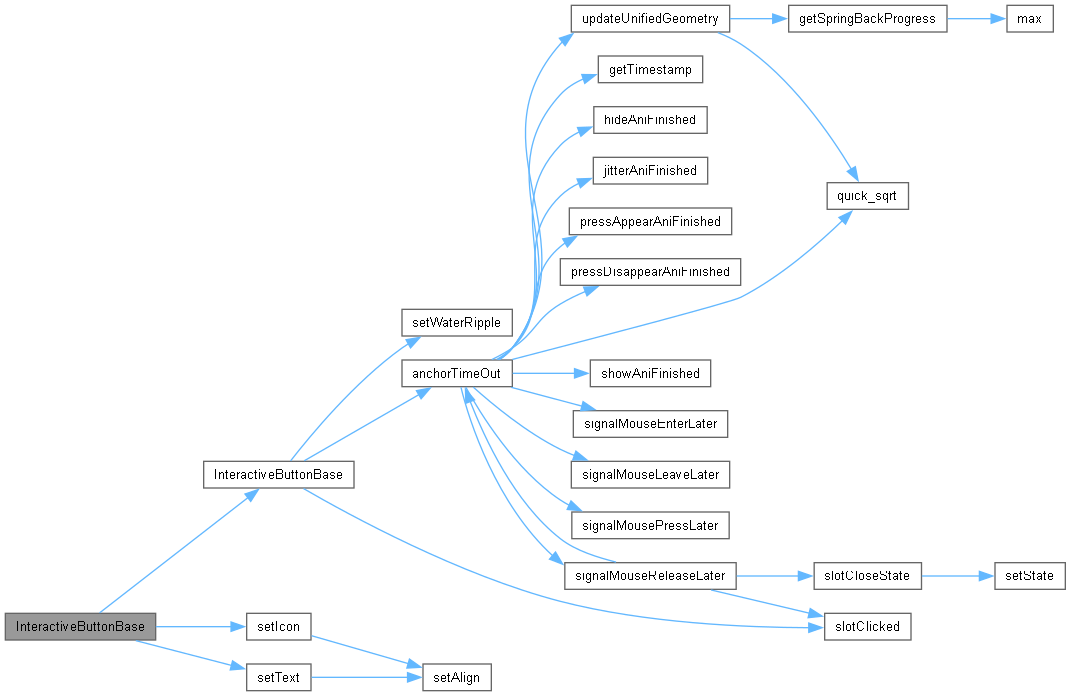 updateUnifiedGeometry
getSpringBackProgress
max
getTimestamp
hideAniFinished
jitterAniFinished
quick_sqrt
pressAppearAniFinished
pressDisappearAniFinished
setWaterRipple
anchorTimeOut
showAniFinished
signalMouseEnterLater
InteractiveButtonBase
signalMouseLeaveLater
signalMousePressLater
signalMouseReleaseLater
slotCloseState
setState
InteractiveButtonBase
setIcon
slotClicked
setText
setAlign